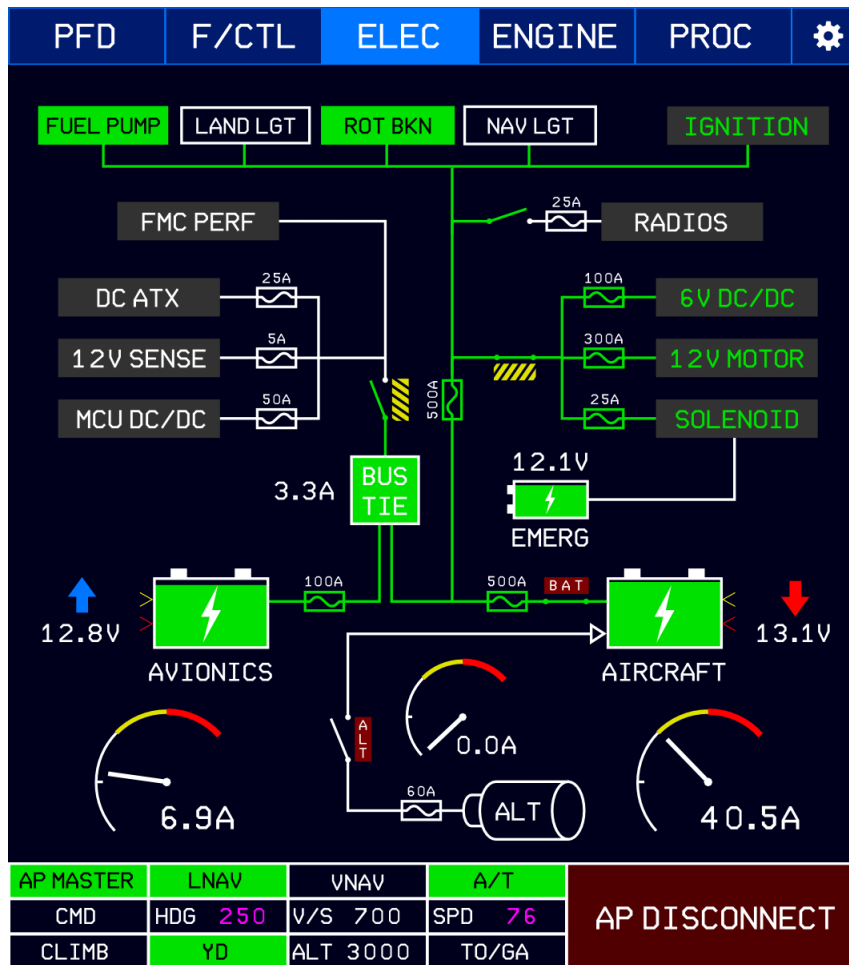 PFD F/CTL ELEC ENGINE PROC
FUEL PUMP LAND LGT ROT BKN NAV LGT IGNITION
FMC PERF
25A
RADIOS
DC ATX
25A
100A
6V DC/DC
12V SENSE
5A
300A
12V MOTOR
MCU DC/DC
50A
500A
25A
SOLENOID
3.3A
BUS
TIE
12.1V
EMERG
100A
500A
BAT
12.8V
13.1V
AVIONICS
AIRCRAFT
ALT
0.0A
60A
ALT
6.9A
40.5A
AP MASTER LNAV VNAV A/T
CMD HDG 250 V/S 700 SPD 76
AP DISCONNECT
CLIMB YD ALT 3000 TO/GA